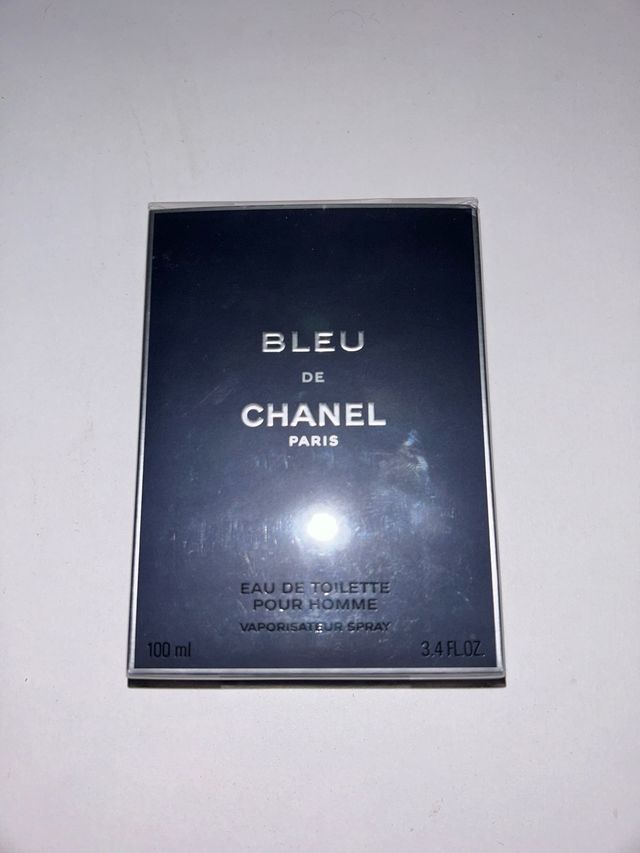 BLEU
DE
CHANEL
PARIS
EAU DE TOILETTE
POUR HOMME
VAPORISATEUR SPRAY
100 ml 3.4 FL.OZ.